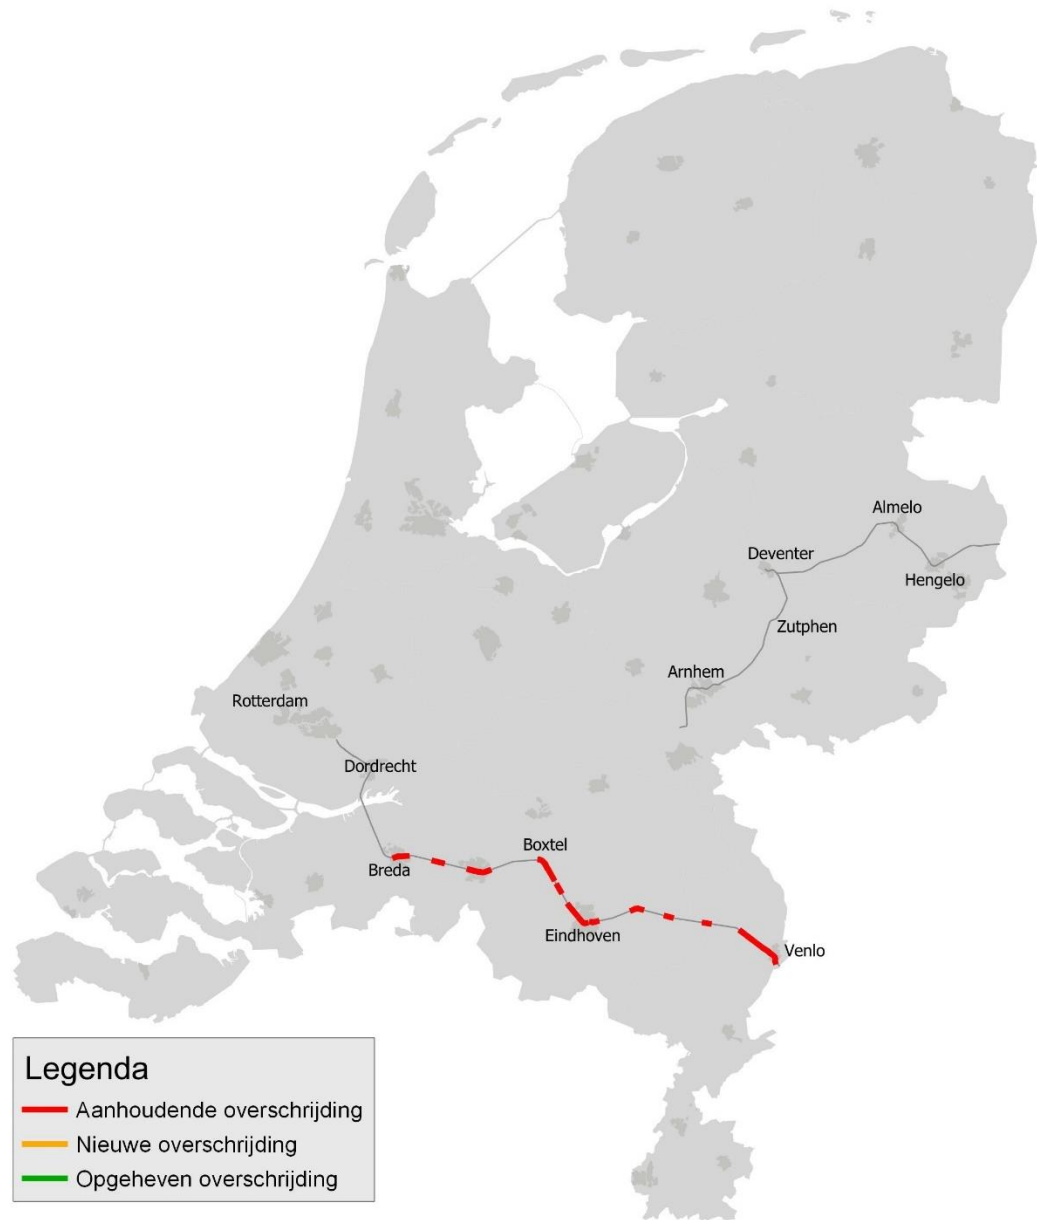 Almelo
Deventer
Hengelo
Zutphen
Arnhem
Rotterdam
Dordrecht
Boxtel
Breda
Eindhoven
Venlo
Legenda
Aanhoudende overschrijding
Nieuwe overschrijding
Opgeheven overschrijding